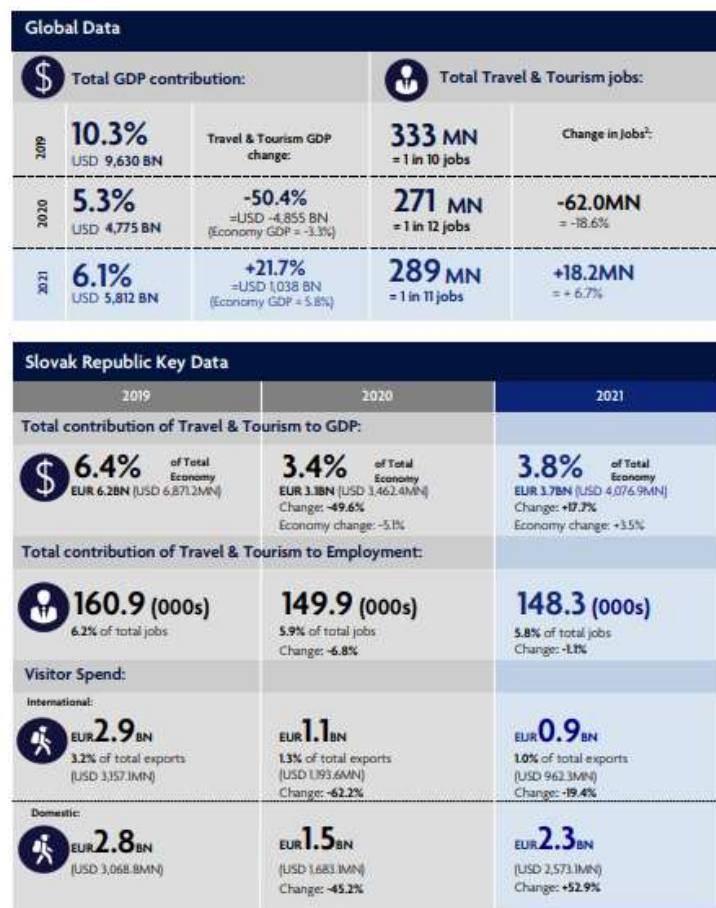 Global Data
Total GDP contribution:
Total Travel & Tourism jobs:
2019
10.3%
USD 9,630 BN
Travel & Tourism GDP
change:
333 MN
= 1 in 10 jobs
Change in Jobs²:
2020
5.3%
USD 4,775 BN
-50.4%
=USD -4,855 BN
(Economy GDP = -3.3%)
271 MN
= 1 in 12 jobs
-62.0MN
= -18.6%
2021
6.1%
USD 5,812 BN
+21.7%
=USD 1,038 BN
(Economy GDP = 5.8%)
289 MN
= 1 in 11 jobs
+18.2MN
= + 6.7%
Slovak Republic Key Data
2019 2020 2021
Total contribution of Travel & Tourism to GDP:
6.4% of Total
Economy
EUR 6.2BN (USD 6,871.2MN)
3.4% of Total
Economy
EUR 3.1BN (USD 3,462.4MN)
Change: -49.6%
Economy change: -5.1%
3.8% of Total
Economy
EUR 3.7BN (USD 4,076.9MN)
Change: +17.7%
Economy change: +3.5%
Total contribution of Travel & Tourism to Employment:
160.9 (000s)
6.2% of total jobs
149.9 (000s)
5.9% of total jobs
Change: -6.8%
148.3 (000s)
5.8% of total jobs
Change: -1.1%
Visitor Spend:
International:
EUR2.9BN
3.2% of total exports
(USD 3,157.1MN)
EUR1.1BN
1.3% of total exports
(USD 1,193.6MN)
Change: -62.2%
EUR0.9BN
1.0% of total exports
(USD 962.3MN)
Change: -19.4%
Domestic:
EUR2.8BN
(USD 3,068.8MN)
EUR1.5BN
(USD 1,683.1MN)
Change: -45.2%
EUR2.3BN
(USD 2,573.1MN)
Change: +52.9%